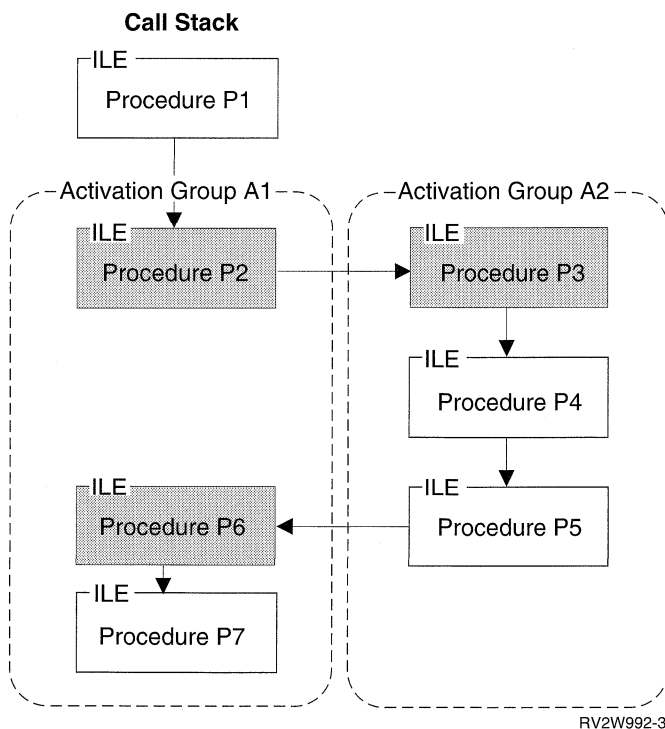 Call Stack
ILE
Procedure P1
Activation Group A1
Activation Group A2
ILE
Procedure P2
ILE
Procedure P3
ILE
Procedure P4
ILE
Procedure P6
ILE
Procedure P5
ILE
Procedure P7
RV2W992-3